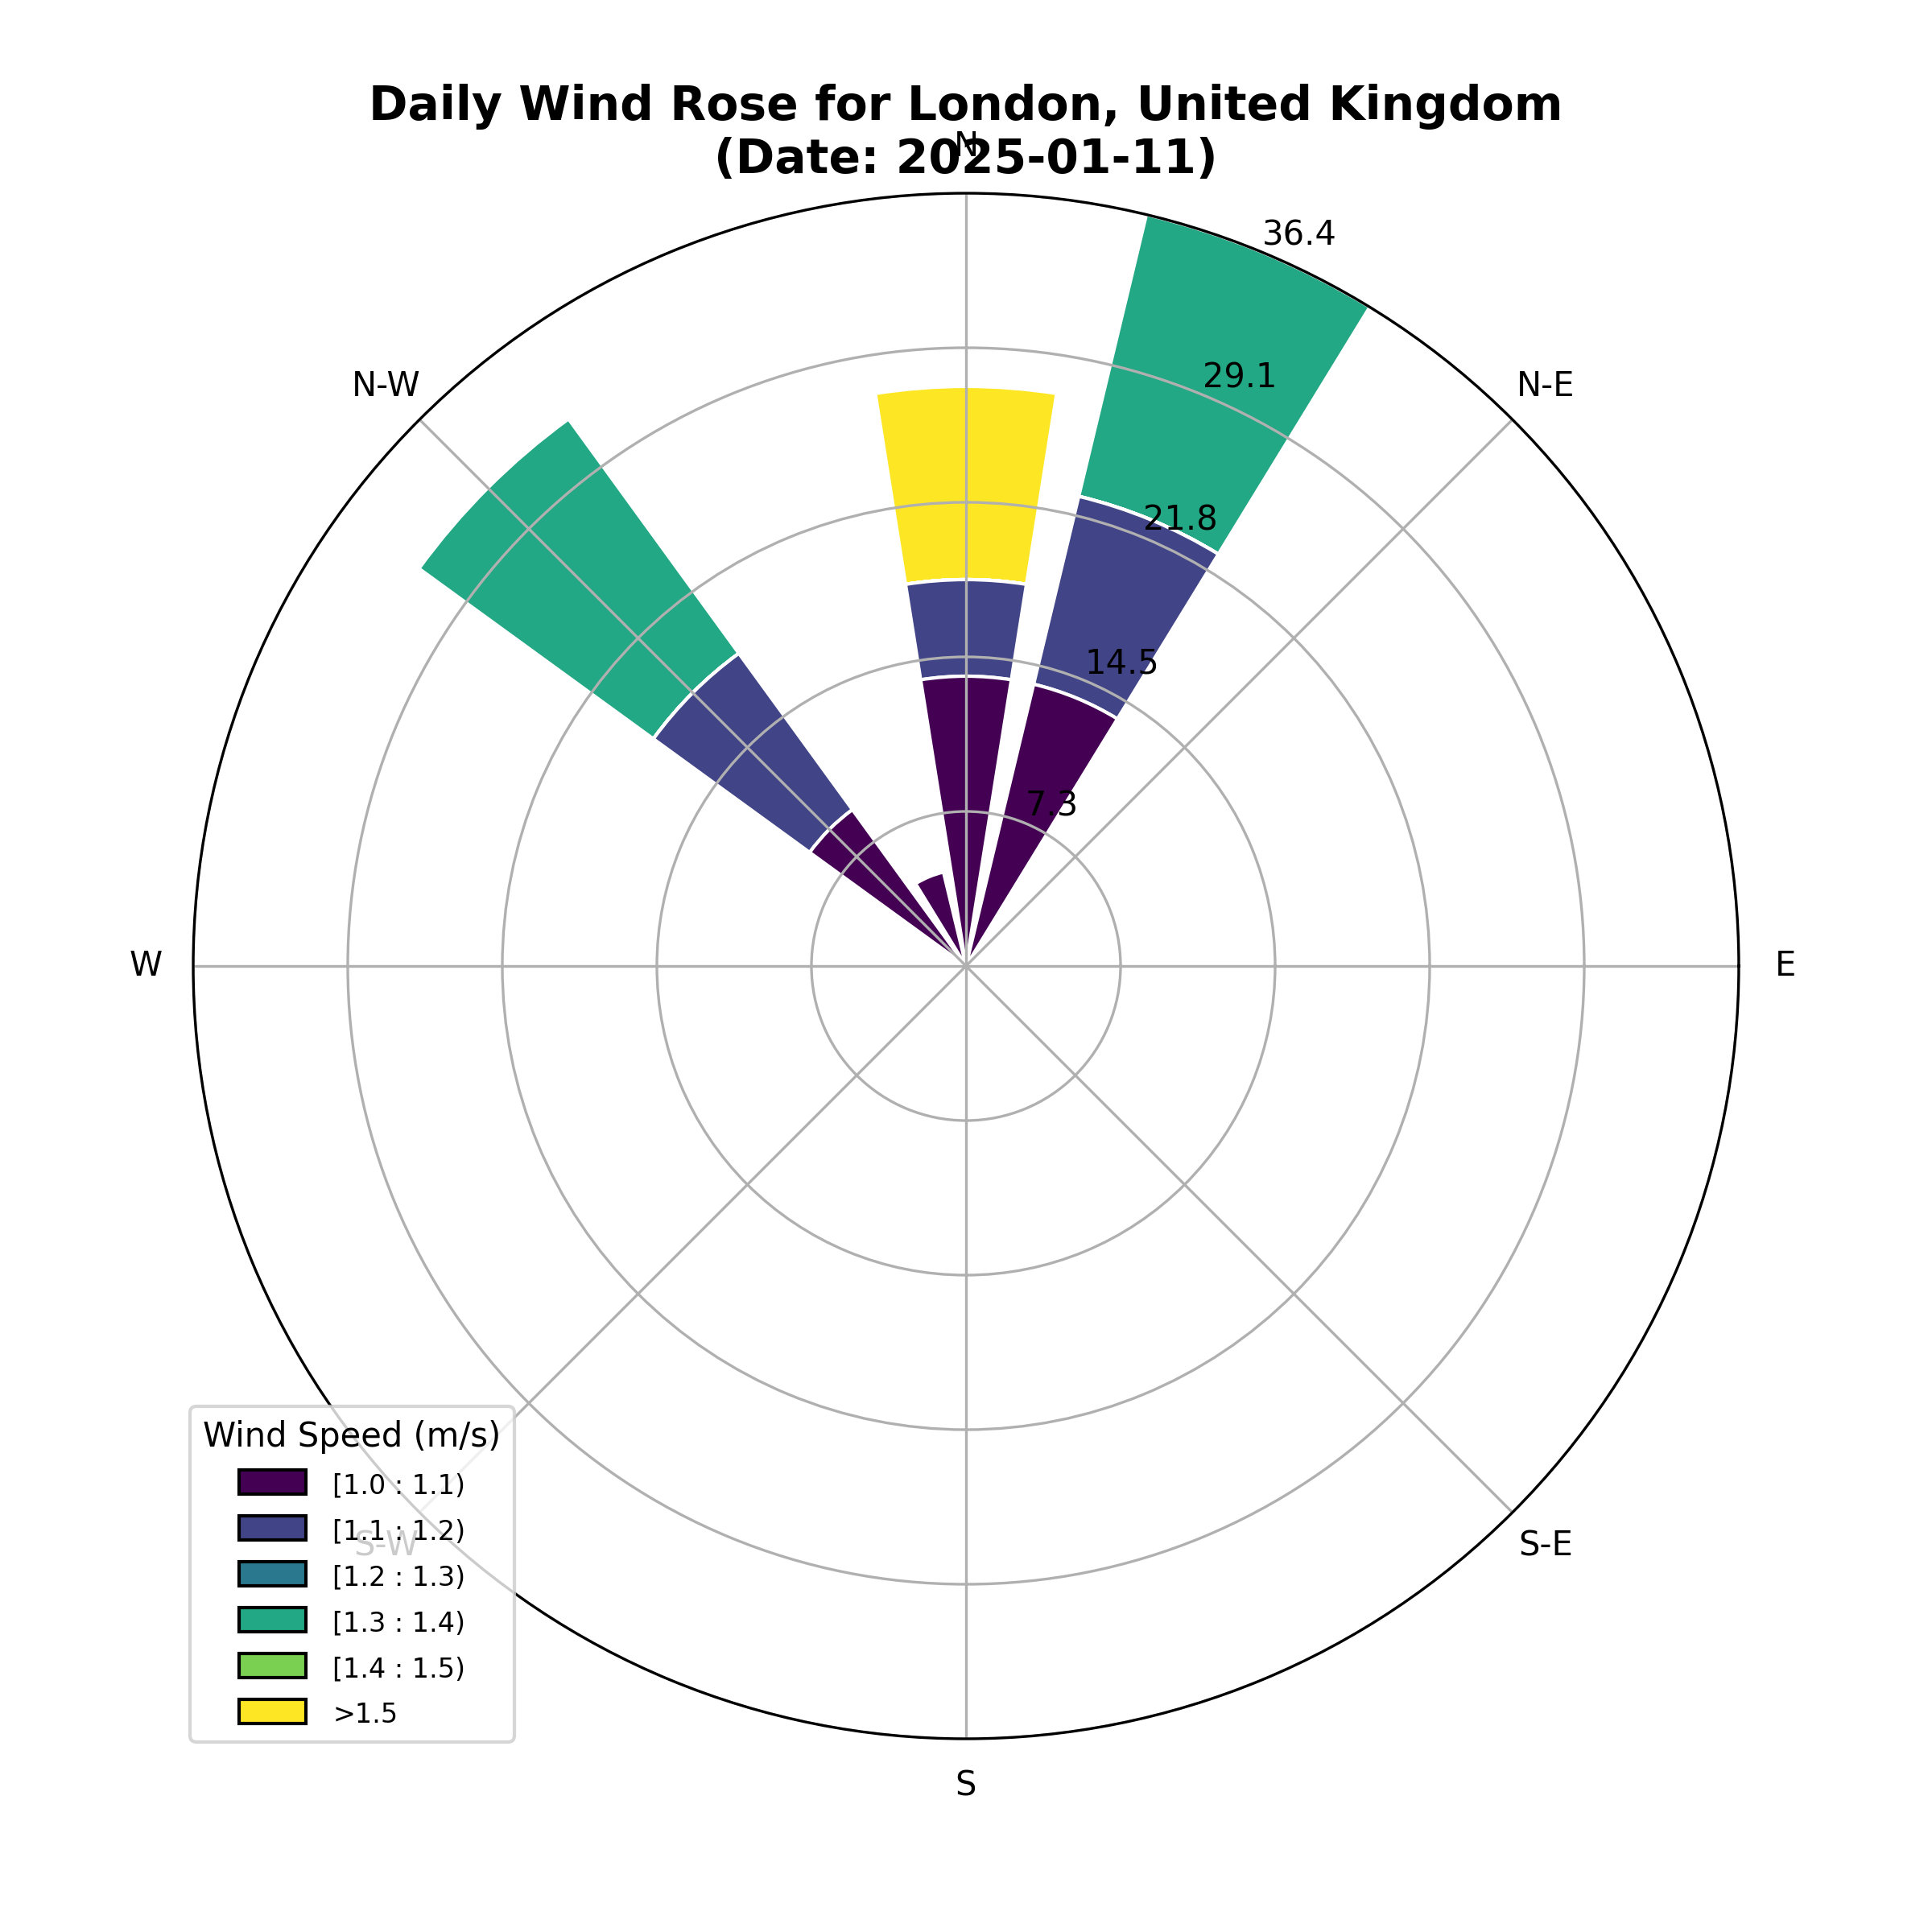 Daily Wind Rose for London, United Kingdom
(Date: 2025-01-11)
N
36.4
29.1
N-W
N-E
21.8
14.5
7.3
W
E
Wind Speed (m/s)
[1.0 : 1.1)
[1.1 : 1.2)
S-W
S-E
[1.2 : 1.3)
[1.3 : 1.4)
[1.4 : 1.5)
>1.5
S